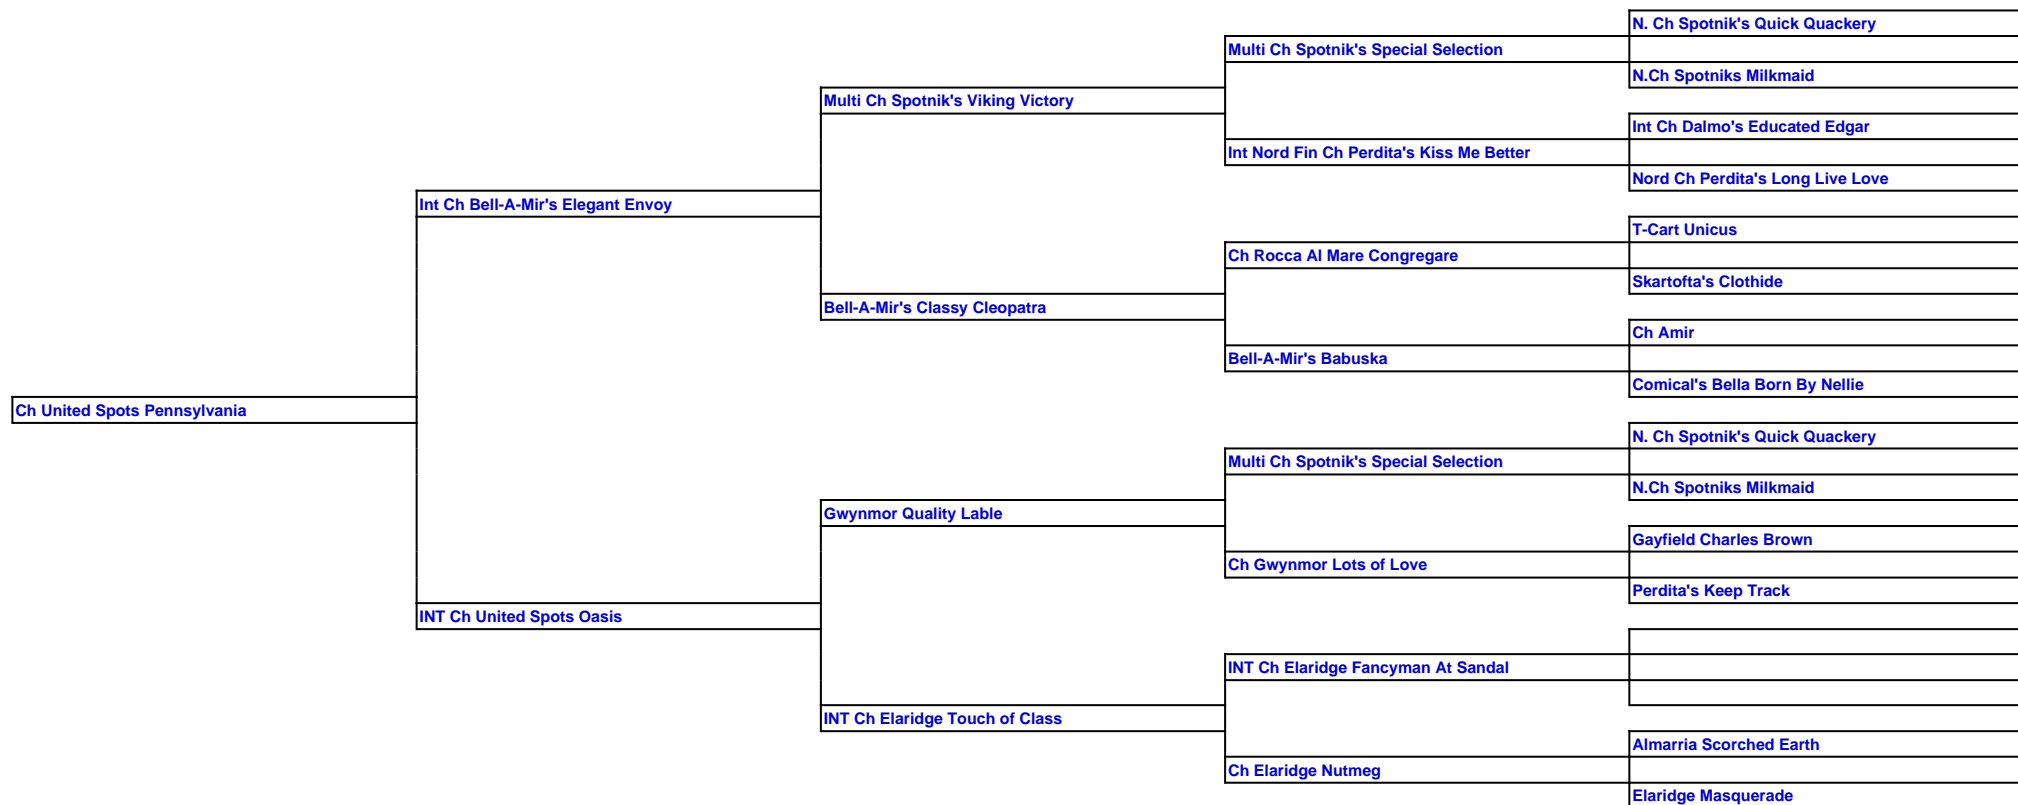 N. Ch Spotnik's Quick Quackery
Multi Ch Spotnik's Special Selection
N.Ch Spotniks Milkmaid
Multi Ch Spotnik's Viking Victory
Int Ch Dalmo's Educated Edgar
Int Nord Fin Ch Perdita's Kiss Me Better
Nord Ch Perdita's Long Live Love
Int Ch Bell-A-Mir's Elegant Envoy
T-Cart Unicus
Ch Rocca Al Mare Congregare
Skartofta's Clothide
Bell-A-Mir's Classy Cleopatra
Ch Amir
Bell-A-Mir's Babuska
Comical's Bella Born By Nellie
Ch United Spots Pennsylvania
N. Ch Spotnik's Quick Quackery
Multi Ch Spotnik's Special Selection
N.Ch Spotniks Milkmaid
Gwynmor Quality Lable
Gayfield Charles Brown
Ch Gwynmor Lots of Love
Perdita's Keep Track
INT Ch United Spots Oasis
INT Ch Elaridge Fancyman At Sandal
INT Ch Elaridge Touch of Class
Almarria Scorched Earth
Ch Elaridge Nutmeg
Elaridge Masquerade